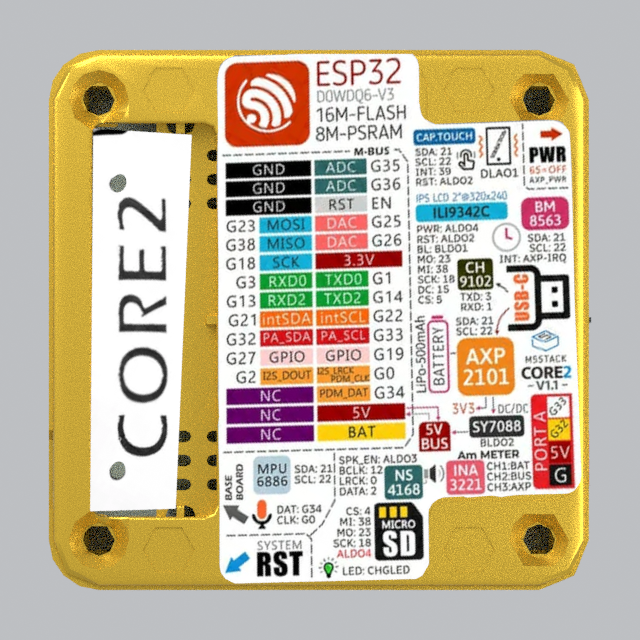 CORE2
ESP32
D0WDQ6-V3
16M-FLASH
8M-PSRAM
M-BUS
GND ADC G35
GND ADC G36
GND RST EN
G23 MOSI DAC G25
G38 MISO DAC G26
G18 SCK 3.3V
G3 RXD0 TXD0 G1
G13 RXD2 TXD2 G14
G21 intSDA intSCL G22
G32 PA_SDA PA_SCL G33
G27 GPIO GPIO G19
G2 I2S_DOUT I2S_LRCK PDM_CLK G0
NC PDM_DAT G34
NC 5V
NC BAT
CAP.TOUCH
SDA: 21
SCL: 22
INT: 39
RST: ALDO2
DLAO1
PWR
6S=OFF
AXP_PWR
IPS LCD 2"@320x240
ILI9342C
PWR: ALDO4
RST: ALDO2
BL: BLDO1
MO: 23
MI: 38
SCK: 18
DC: 15
CS: 5
BM
8563
SDA: 21
SCL: 22
INT: AXP-IRQ
CH
9102
TXD: 3
RXD: 1
USB-C
SDA: 21
SCL: 22
LiPo-500mAh
BATTERY
AXP
2101
M5STACK
CORE2
-V1.1-
3V3
DC/DC
5V
BUS
SY7088
BLDO2
PORT A
G33
G32
5V
G
Am METER
INA
3221
CH1:BAT
CH2:BUS
CH3:AXP
BASE
BOARD
MPU
6886
SDA: 21
SCL: 22
DAT: G34
CLK: G0
SYSTEM
RST
SPK_EN: ALDO3
BCLK: 12
LRCK: 0
DATA: 2
NS
4168
CS: 4
MI: 38
MO: 23
SCK: 18
ALDO4
MICRO
SD
LED: CHGLED